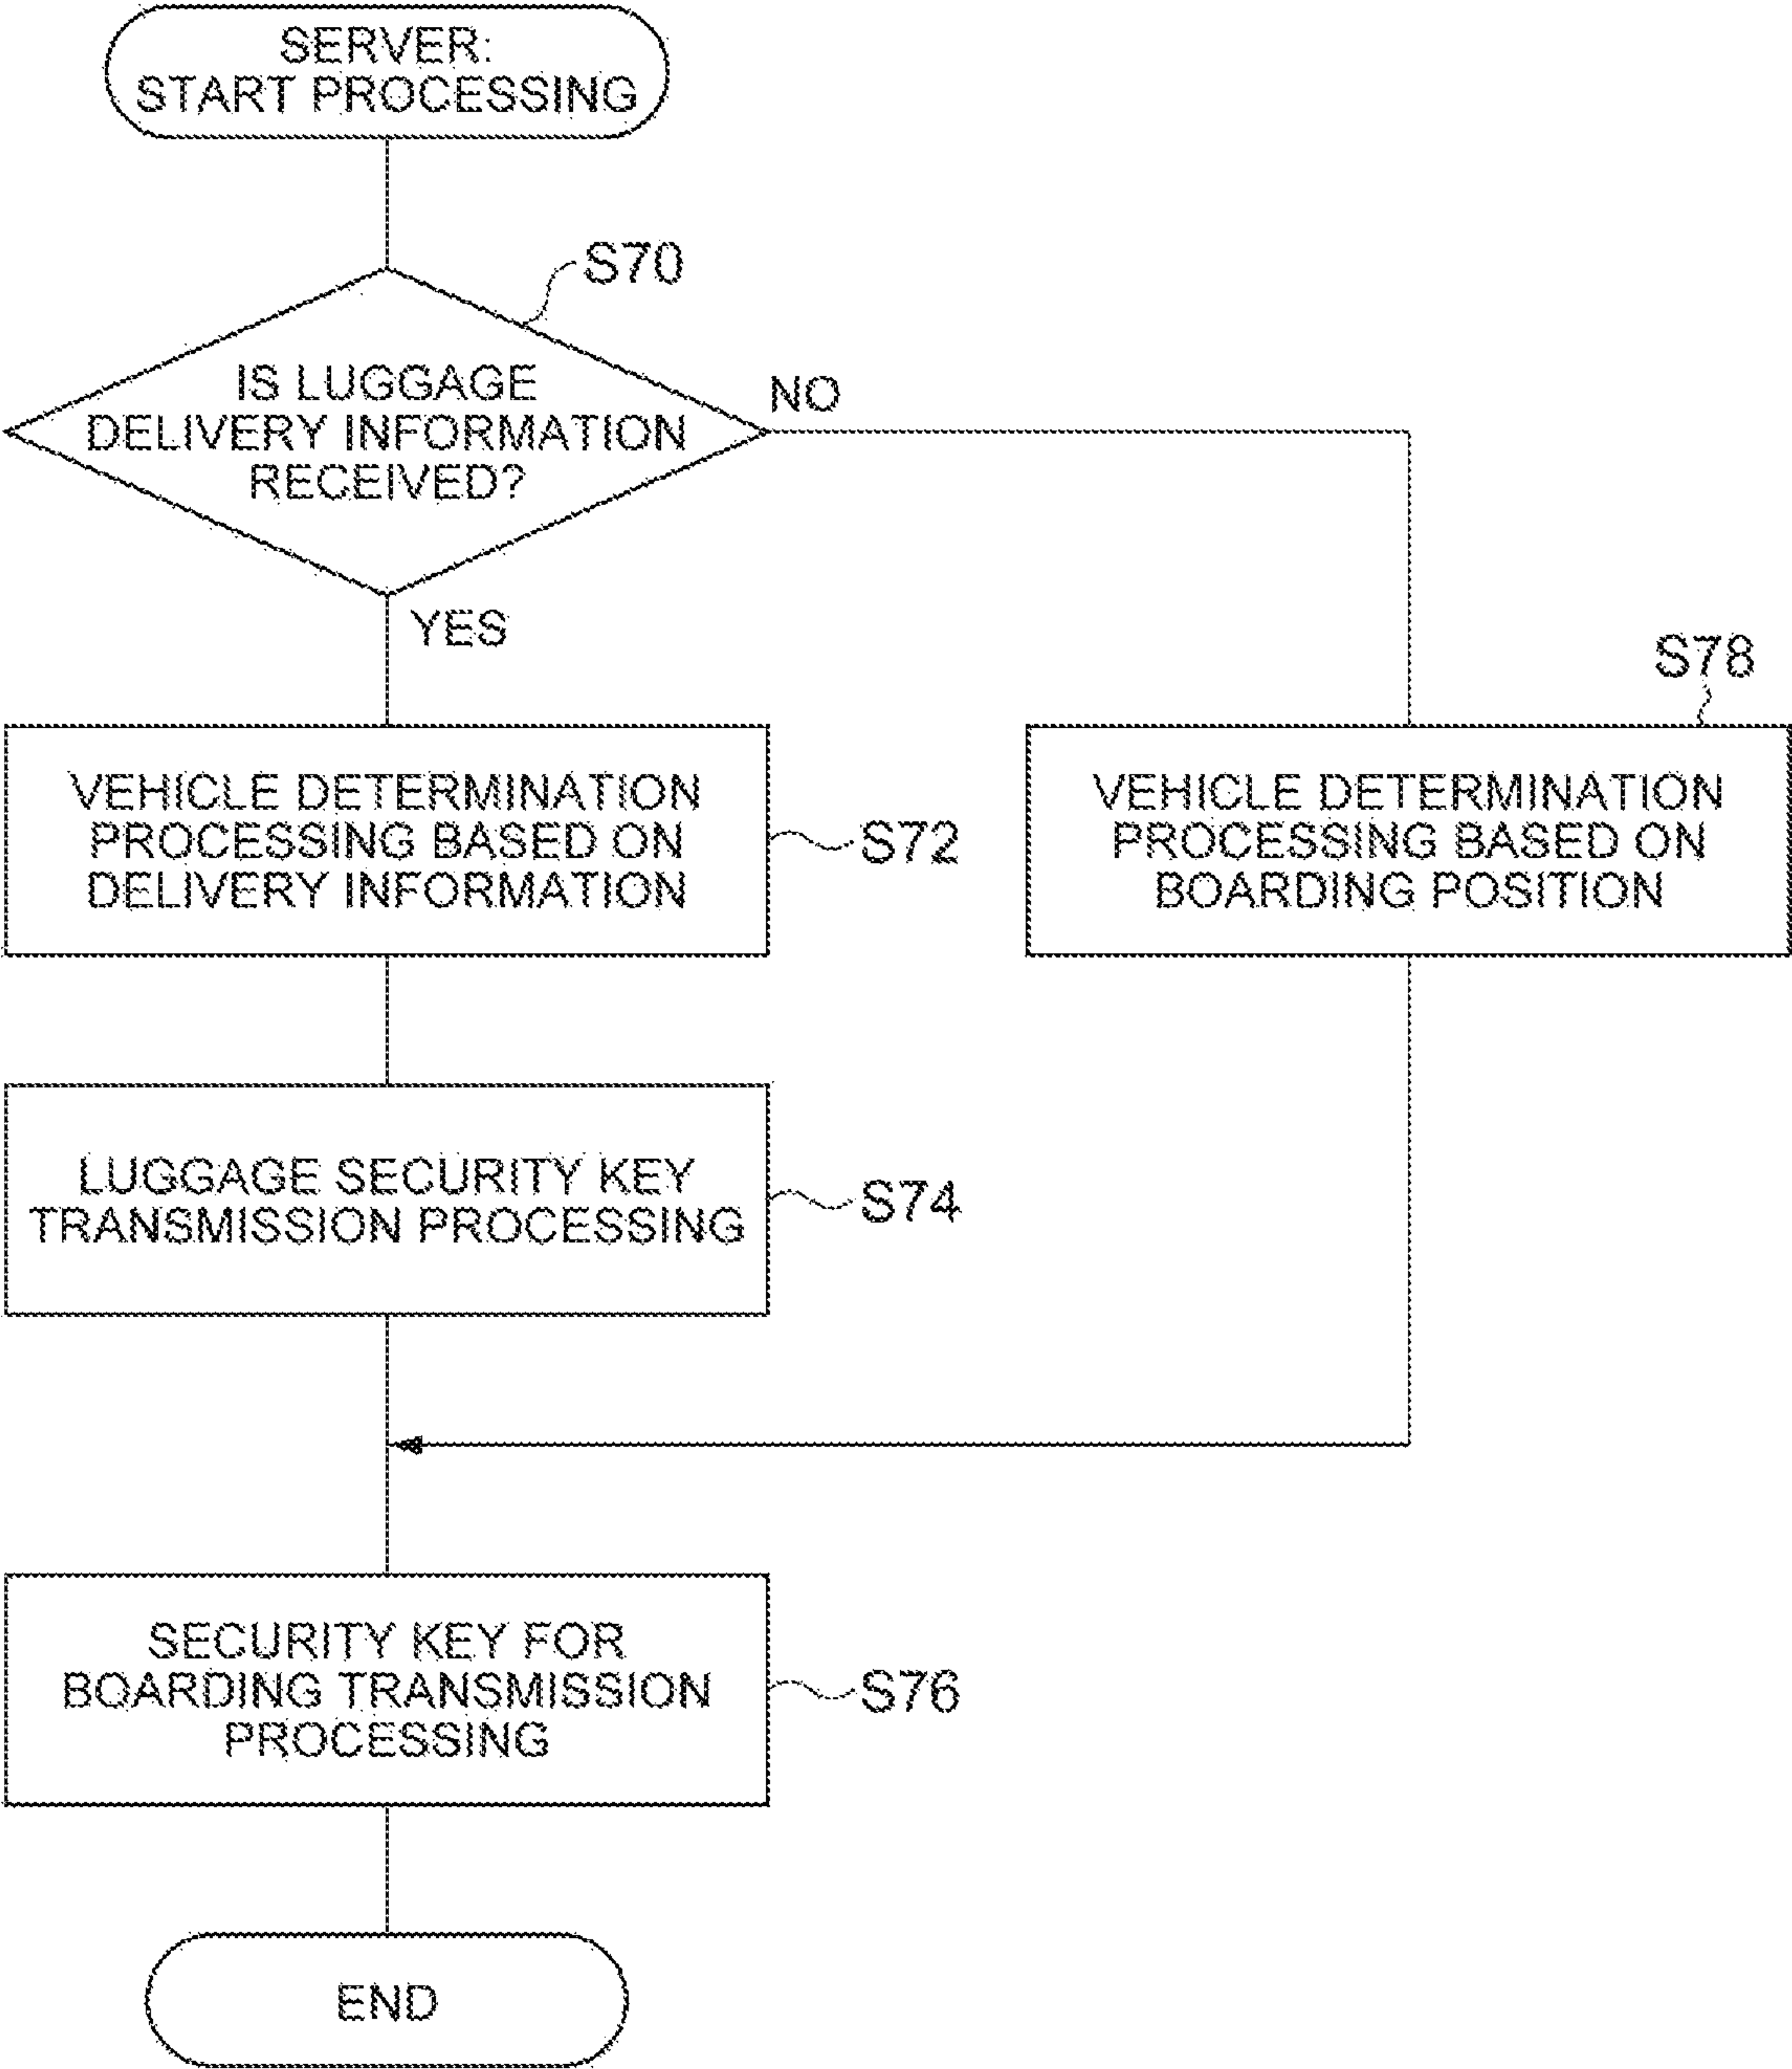 SERVER:
START PROCESSING
S70
IS LUGGAGE
DELIVERY INFORMATION
RECEIVED?
NO
YES
S78
VEHICLE DETERMINATION
PROCESSING BASED ON
DELIVERY INFORMATION
S72
VEHICLE DETERMINATION
PROCESSING BASED ON
BOARDING POSITION
LUGGAGE SECURITY KEY
TRANSMISSION PROCESSING
S74
SECURITY KEY FOR
BOARDING TRANSMISSION
PROCESSING
S76
END